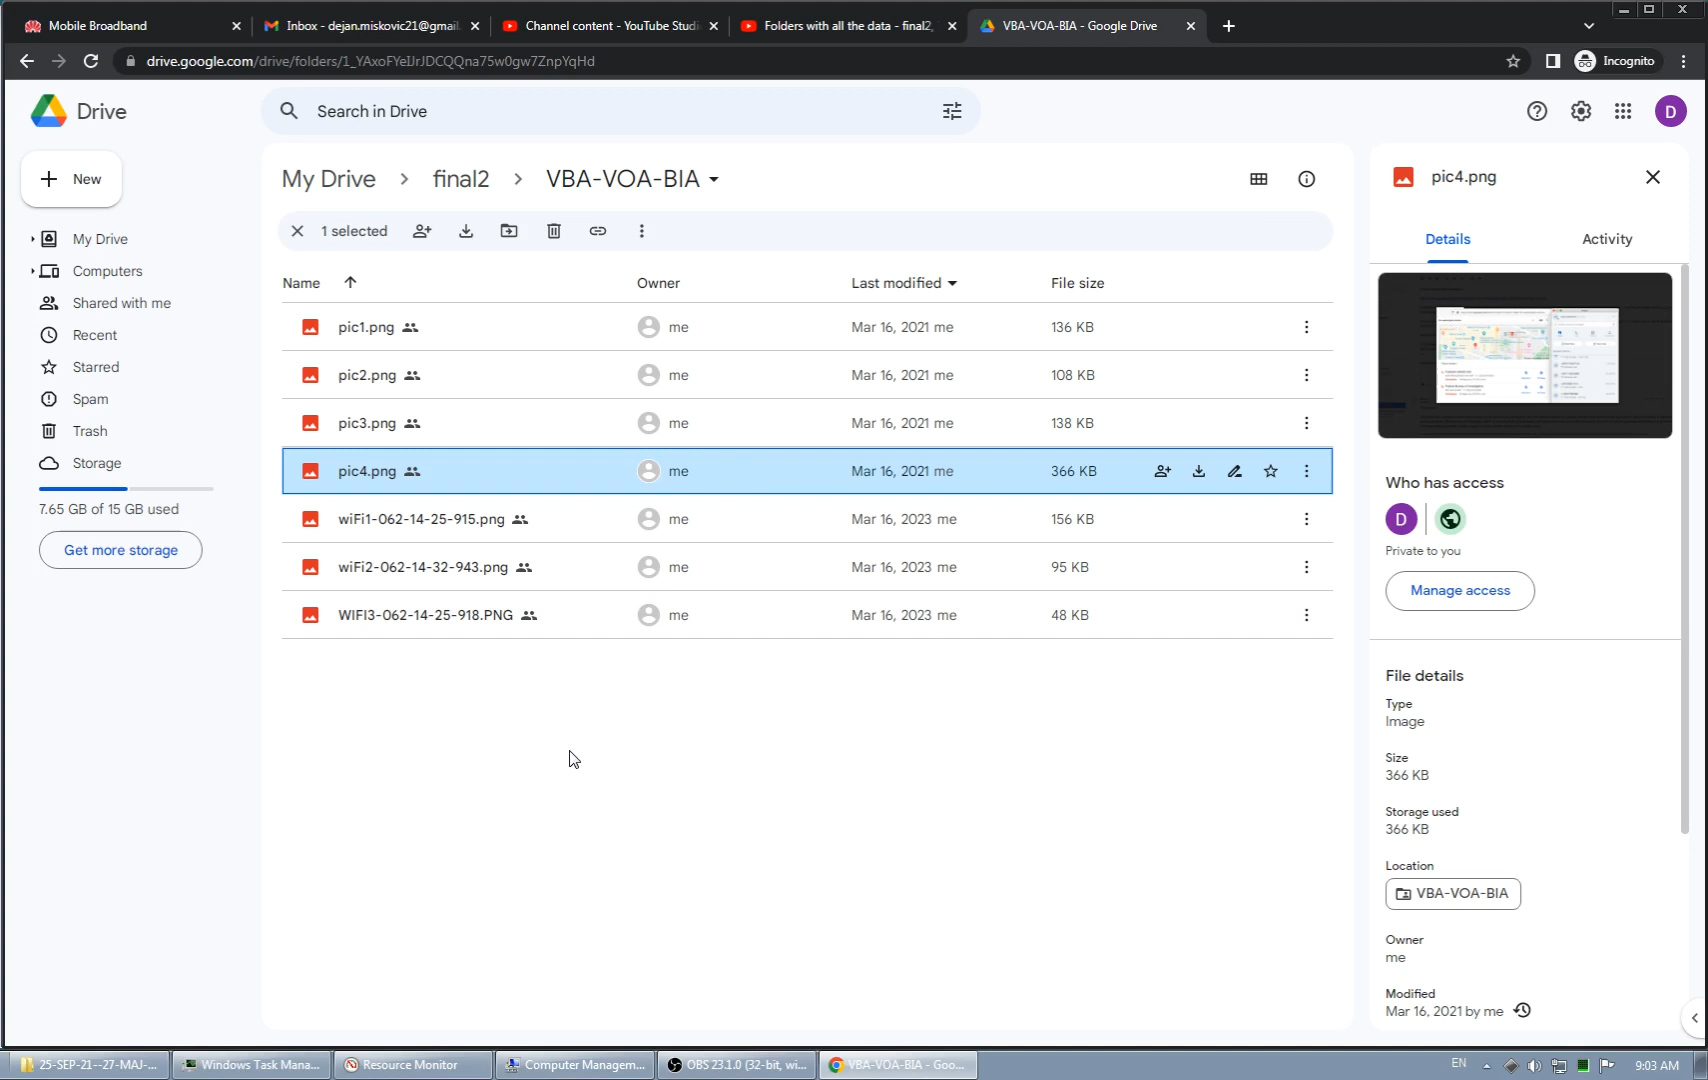 Mobile Broadband
Inbox - dejan.miskovic21@gmail.
Channel content - YouTube Studi
Folders with all the data - final2,
VBA-VOA-BIA - Google Drive
Incognito
Drive
Search in Drive
D
New
My Drive
Computers
Shared with me
Recent
Starred
Spam
Trash
Storage
7.65 GB of 15 GB used
Get more storage
My Drive > final2 > VBA-VOA-BIA
1 selected
Name Owner Last modified File size
pic1.png me Mar 16, 2021 me 136 KB
pic2.png me Mar 16, 2021 me 108 KB
pic3.png me Mar 16, 2021 me 138 KB
pic4.png me Mar 16, 2021 me 366 KB
wiFi1-062-14-25-915.png me Mar 16, 2023 me 156 KB
wiFi2-062-14-32-943.png me Mar 16, 2023 me 95 KB
WIFI3-062-14-25-918.PNG me Mar 16, 2023 me 48 KB
pic4.png
Details Activity
Who has access
D
Private to you
Manage access
File details
Type
Image
Size
366 KB
Storage used
366 KB
Location
VBA-VOA-BIA
Owner
me
Modified
Mar 16, 2021 by me
25-SEP-21--27-MAJ-...
Windows Task Mana...
Resource Monitor
Computer Managem...
OBS 23.1.0 (32-bit, wi...
VBA-VOA-BIA - Goo...
EN
9:03 AM